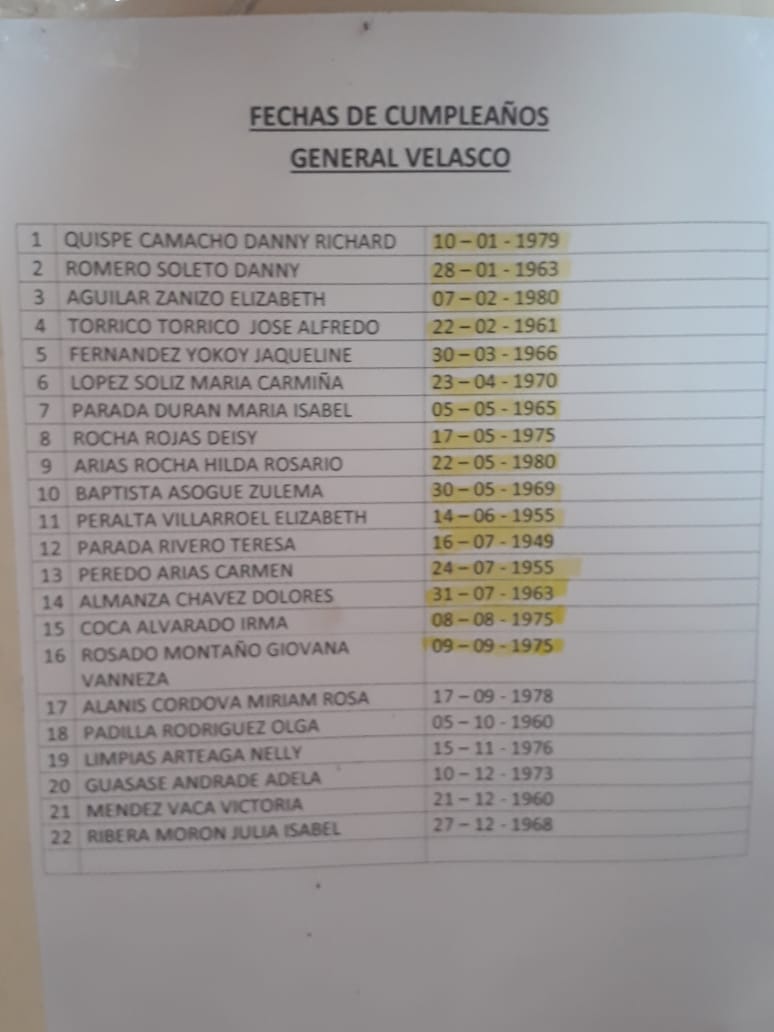 FECHAS DE CUMPLEAÑOS
GENERAL VELASCO
1 QUISPE CAMACHO DANNY RICHARD 10 – 01 - 1979
2 ROMERO SOLETO DANNY 28 – 01 - 1963
3 AGUILAR ZANIZO ELIZABETH 07 – 02 - 1980
4 TORRICO TORRICO JOSE ALFREDO 22 – 02 - 1961
5 FERNANDEZ YOKOY JAQUELINE 30 – 03 - 1966
6 LOPEZ SOLIZ MARIA CARMIÑA 23 – 04 - 1970
7 PARADA DURAN MARIA ISABEL 05 – 05 - 1965
8 ROCHA ROJAS DEISY 17 – 05 - 1975
9 ARIAS ROCHA HILDA ROSARIO 22 – 05 - 1980
10 BAPTISTA ASOGUE ZULEMA 30 – 05 - 1969
11 PERALTA VILLARROEL ELIZABETH 14 – 06 - 1955
12 PARADA RIVERO TERESA 16 – 07 - 1949
13 PEREDO ARIAS CARMEN 24 – 07 - 1955
14 ALMANZA CHAVEZ DOLORES 31 – 07 - 1963
15 COCA ALVARADO IRMA 08 – 08 - 1975
16 ROSADO MONTAÑO GIOVANA 09 – 09 - 1975
VANNEZA
17 ALANIS CORDOVA MIRIAM ROSA 17 – 09 - 1978
18 PADILLA RODRIGUEZ OLGA 05 – 10 - 1960
19 LIMPIAS ARTEAGA NELLY 15 – 11 - 1976
20 GUASASE ANDRADE ADELA 10 – 12 - 1973
21 MENDEZ VACA VICTORIA 21 – 12 - 1960
22 RIBERA MORON JULIA ISABEL 27 – 12 - 1968